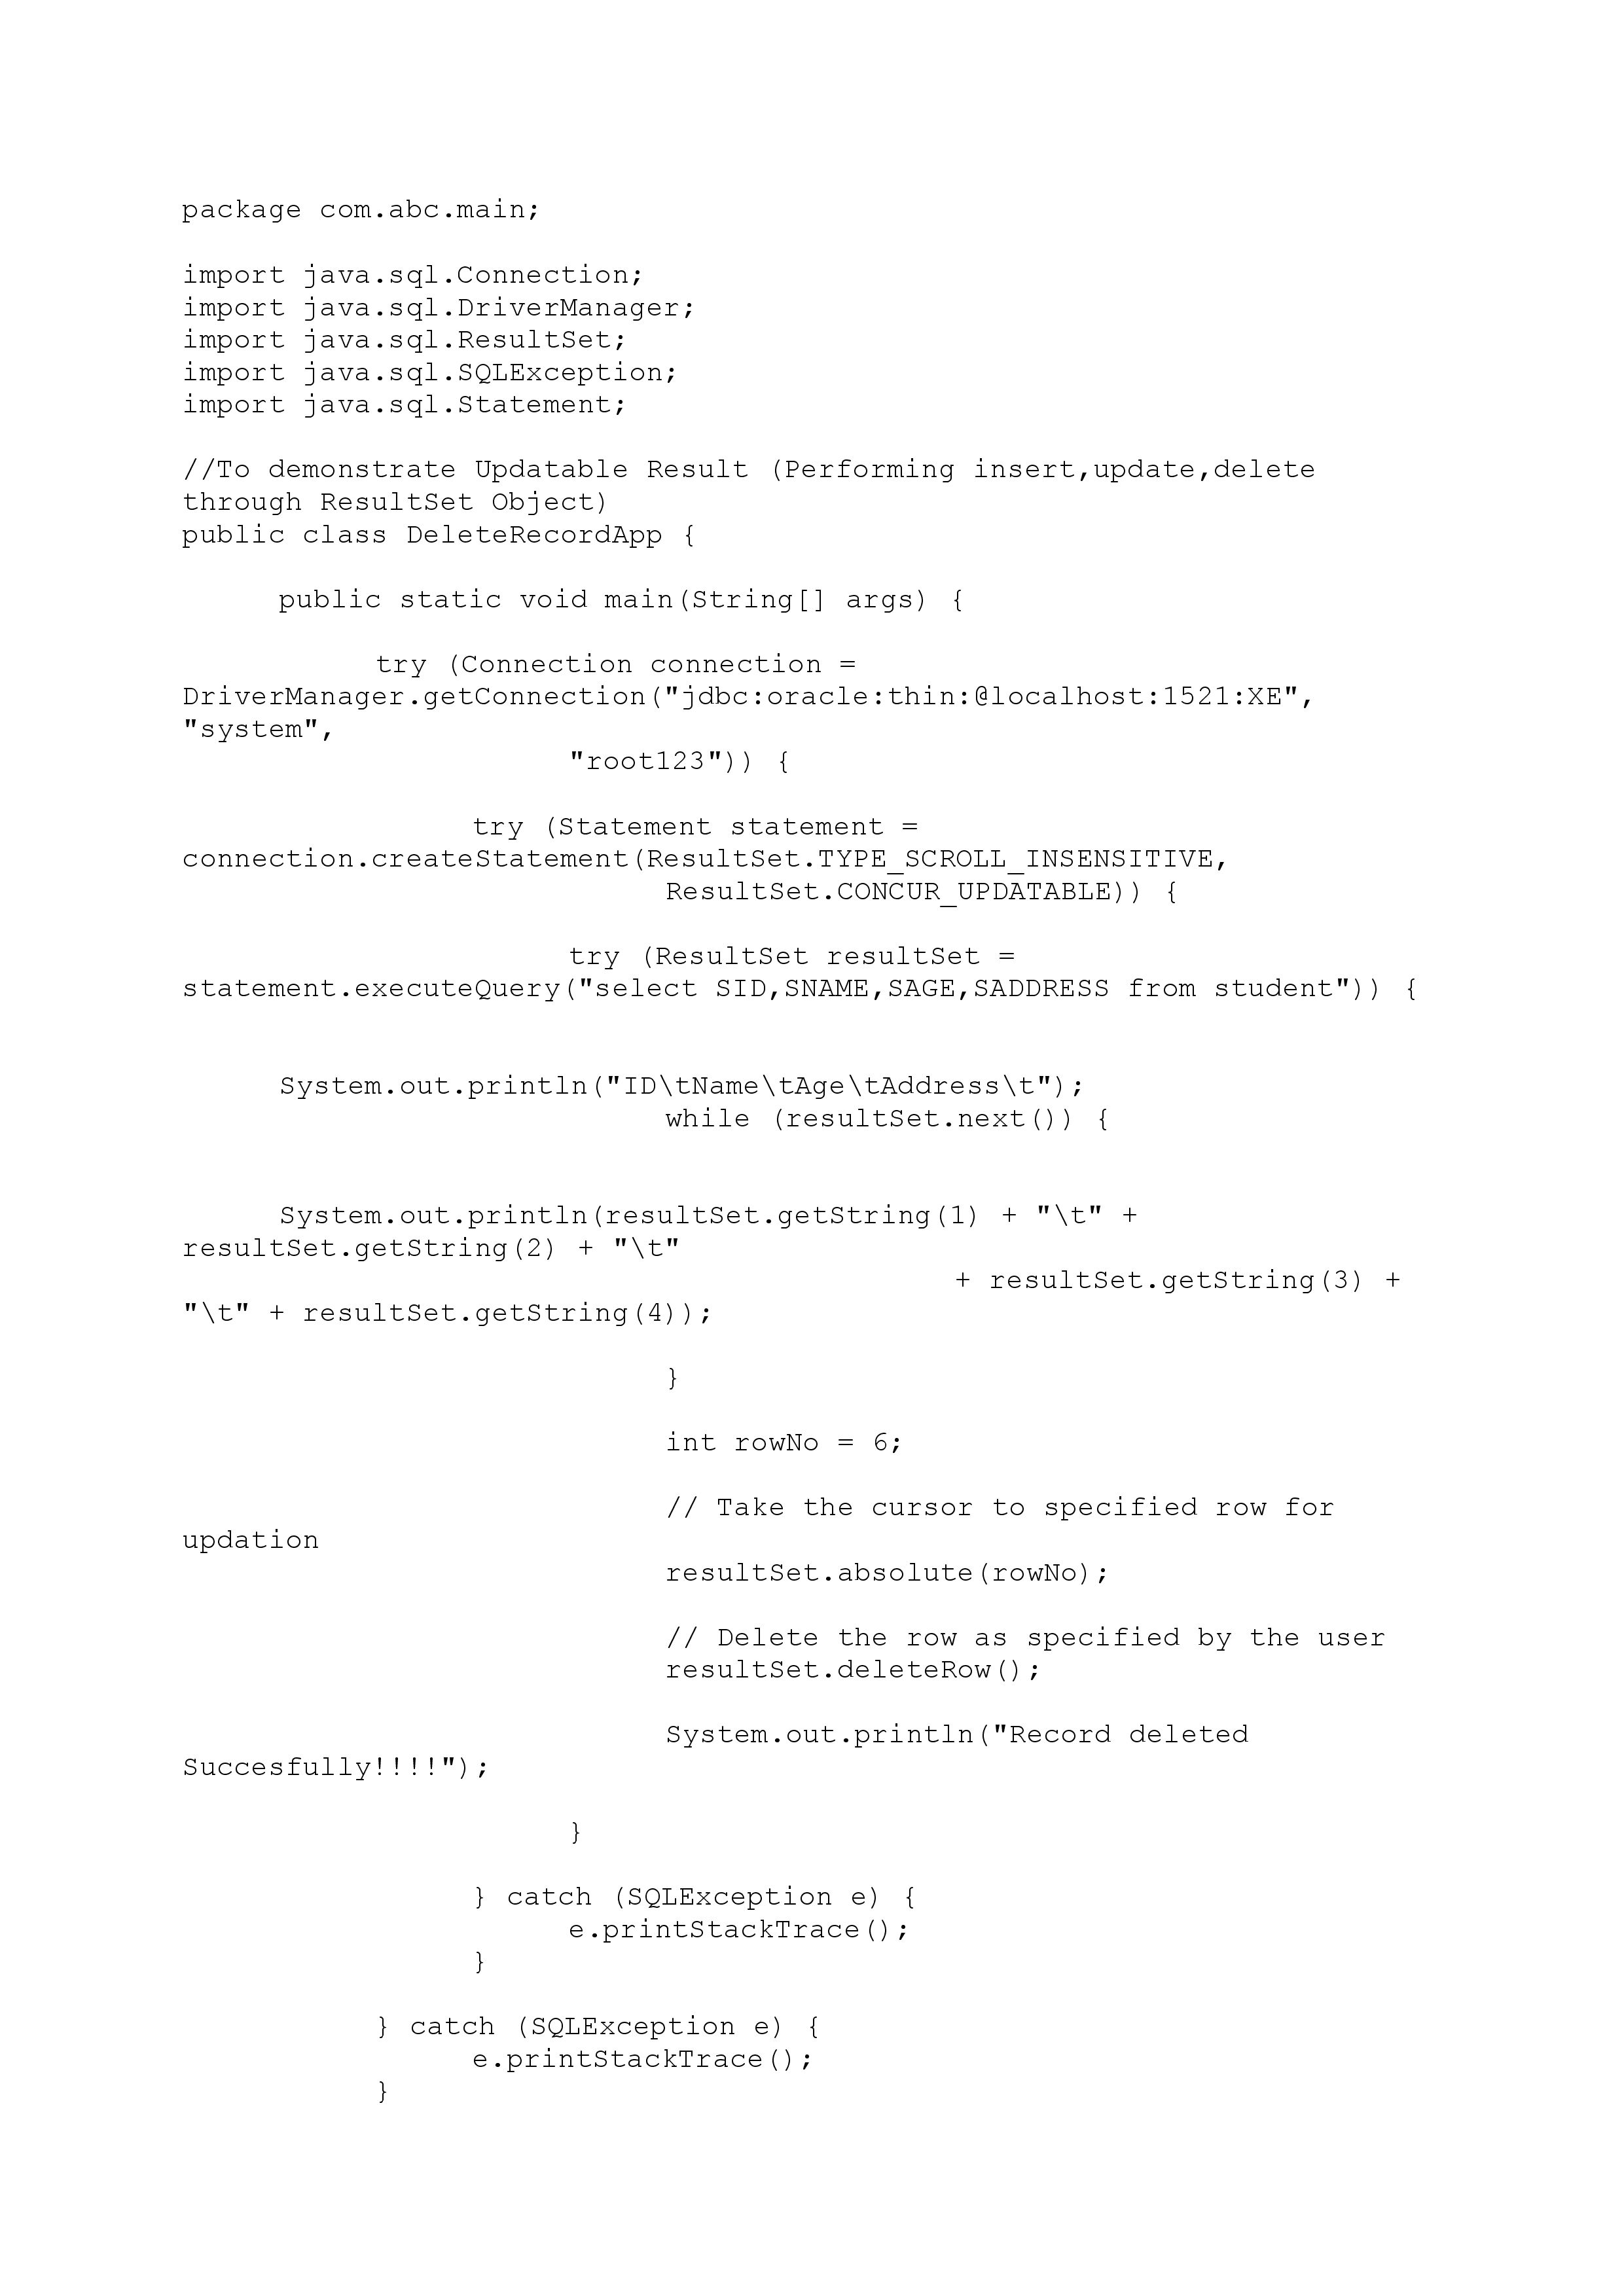 package com.abc.main;
import java.sql.Connection;
import java.sql.DriverManager;
import java.sql.ResultSet;
import java.sql.SQLException;
import java.sql.Statement;
//To demonstrate Updatable Result (Performing insert,update,delete
through ResultSet Object)
public class DeleteRecordApp {
public static void main(String[] args) {
try (Connection connection =
DriverManager.getConnection("jdbc:oracle:thin:@localhost:1521:XE",
"system",
"root123")) {
try (Statement statement =
connection.createStatement(ResultSet.TYPE_SCROLL_INSENSITIVE,
ResultSet.CONCUR_UPDATABLE)) {
try (ResultSet resultSet =
statement.executeQuery("select SID,SNAME,SAGE,SADDRESS from student")) {
System.out.println("ID\tName\tAge\tAddress\t");
while (resultSet.next()) {
System.out.println(resultSet.getString(1) + "\t" +
resultSet.getString(2) + "\t"
+ resultSet.getString(3) +
"\t" + resultSet.getString(4));
}
int rowNo = 6;
// Take the cursor to specified row for
updation
resultSet.absolute(rowNo);
// Delete the row as specified by the user
resultSet.deleteRow();
System.out.println("Record deleted
Succesfully!!!!");
}
} catch (SQLException e) {
e.printStackTrace();
}
} catch (SQLException e) {
e.printStackTrace();
}